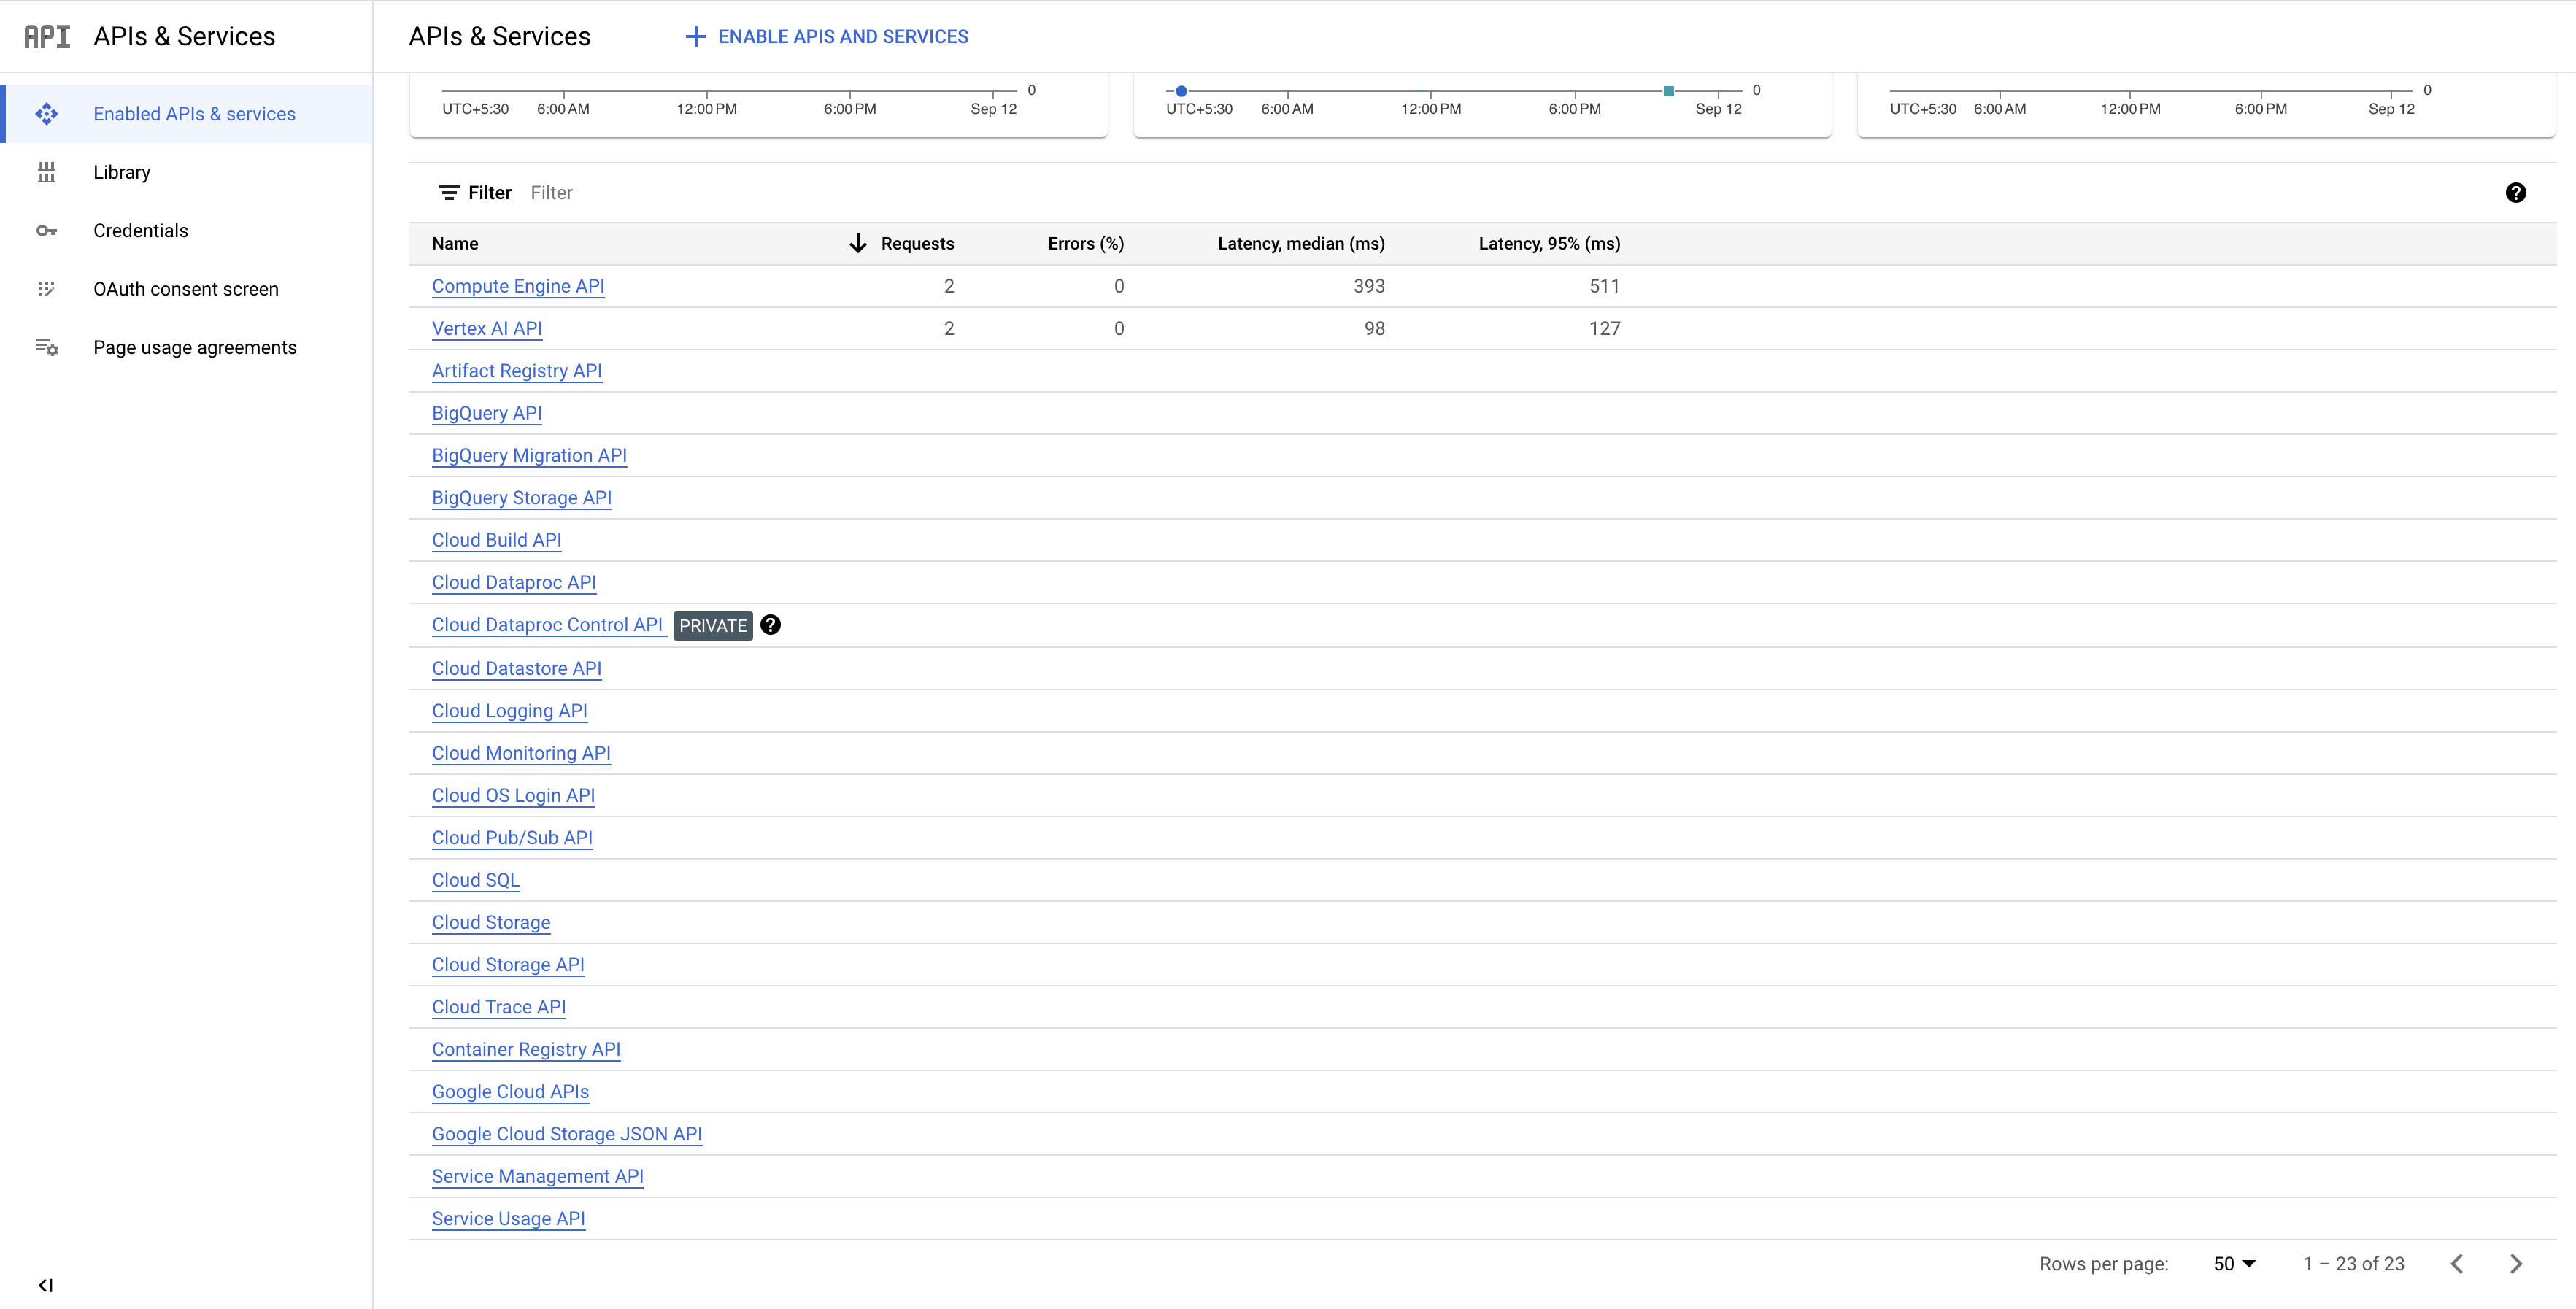 API APIs & Services
APIs & Services ENABLE APIS AND SERVICES
Enabled APIs & services
Library
Credentials
OAuth consent screen
Page usage agreements
0
UTC+5:30 6:00 AM 12:00 PM 6:00 PM Sep 12
0
UTC+5:30 6:00 AM 12:00 PM 6:00 PM Sep 12
0
UTC+5:30 6:00 AM 12:00 PM 6:00 PM Sep 12
Filter Filter
Name Requests Errors (%) Latency, median (ms) Latency, 95% (ms)
Compute Engine API 2 0 393 511
Vertex AI API 2 0 98 127
Artifact Registry API
BigQuery API
BigQuery Migration API
BigQuery Storage API
Cloud Build API
Cloud Dataproc API
Cloud Dataproc Control API PRIVATE
Cloud Datastore API
Cloud Logging API
Cloud Monitoring API
Cloud OS Login API
Cloud Pub/Sub API
Cloud SQL
Cloud Storage
Cloud Storage API
Cloud Trace API
Container Registry API
Google Cloud APIs
Google Cloud Storage JSON API
Service Management API
Service Usage API
Rows per page: 50 1 – 23 of 23